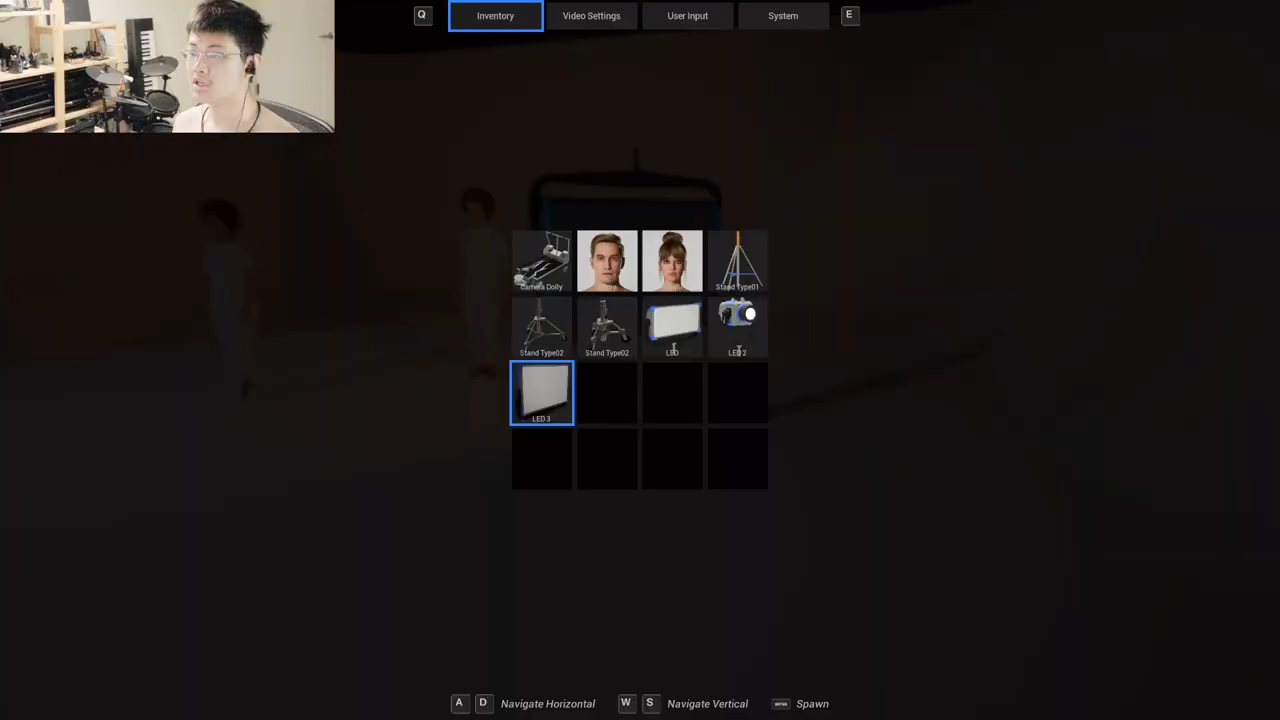 Q Inventory Video Settings User Input System E
Camera Dolly Stand Type01
Stand Type02 Stand Type02 LED LED 2
LED 3
A D Navigate Horizontal W S Navigate Vertical Spawn